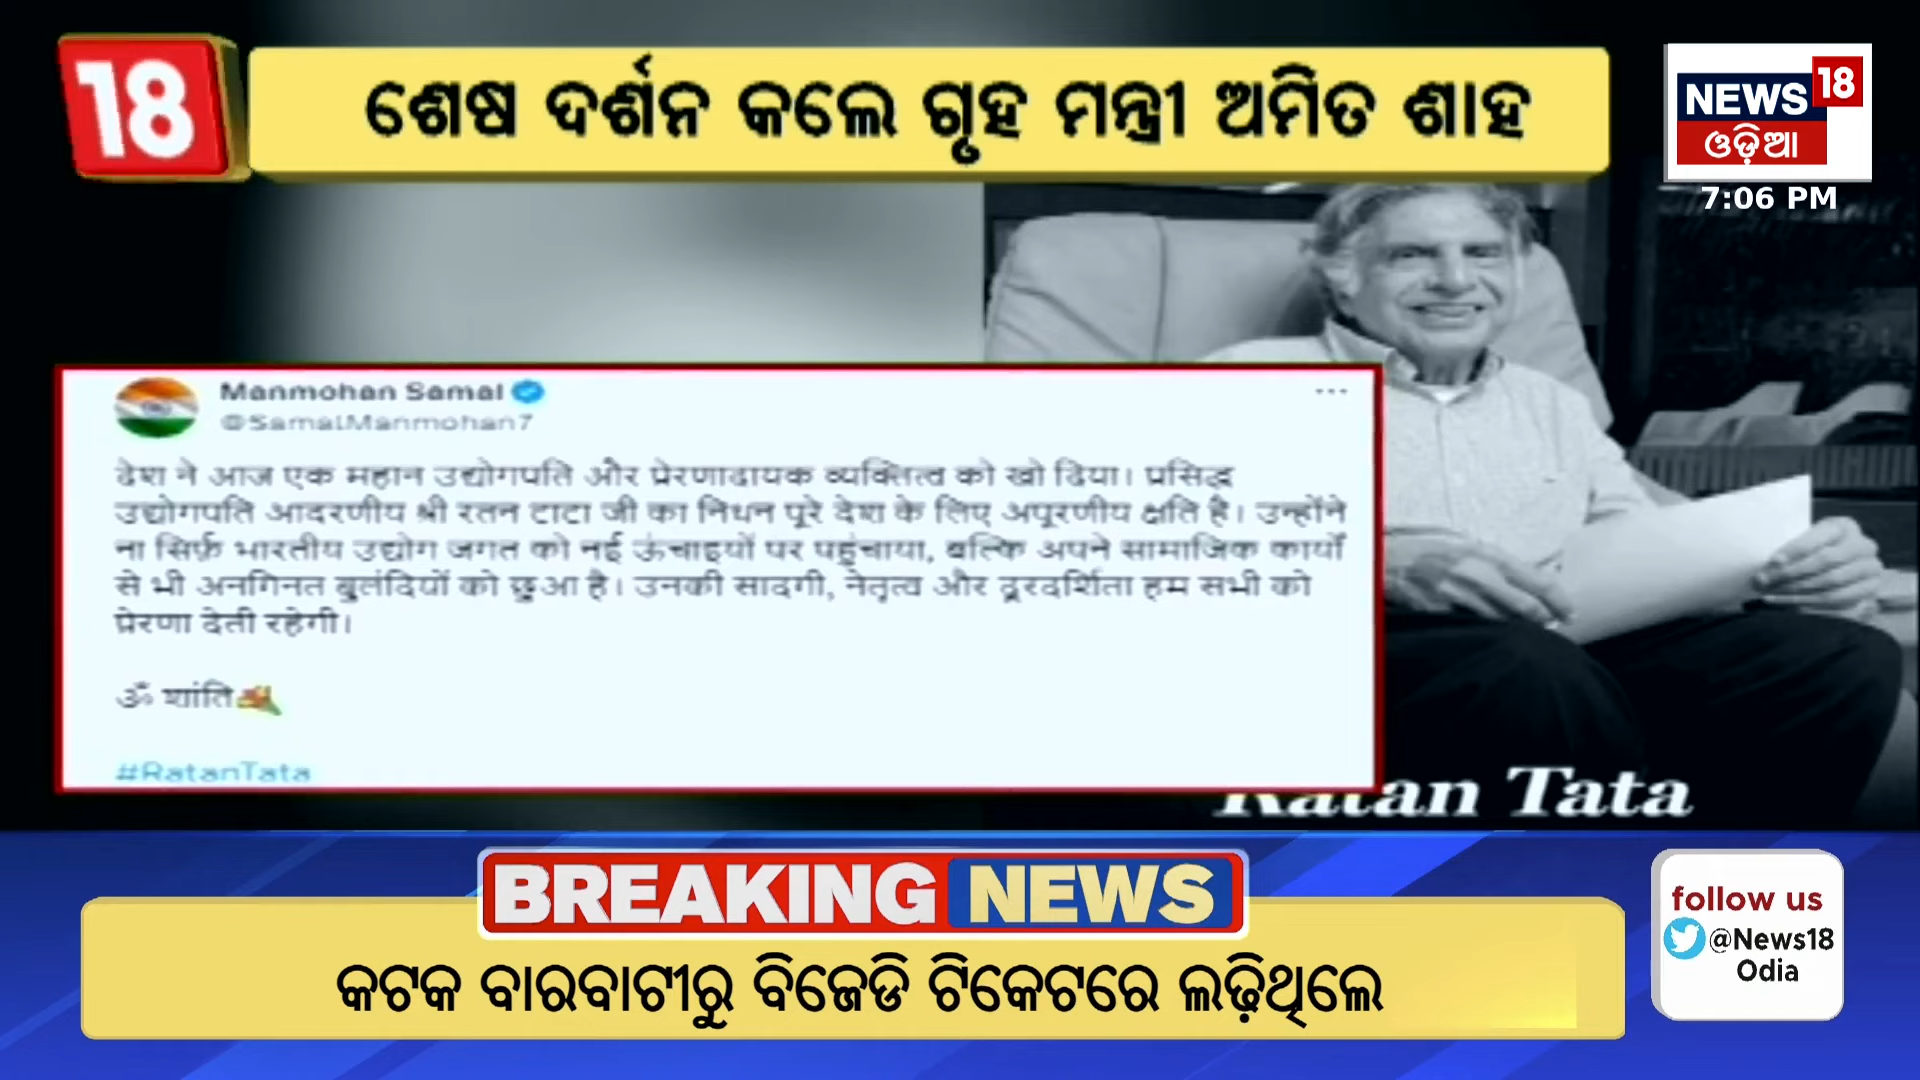 18
ଶେଷ ଦର୍ଶନ କଲେ ଗୃହ ମନ୍ତ୍ରୀ ଅମିତ ଶାହ
NEWS 18
ଓଡ଼ିଆ
7:06 PM
Manmohan Samal
@SamalManmohan7
देश ने आज एक महान उद्योगपति और प्रेरणादायक व्यक्तित्व को खो दिया। प्रसिद्ध
उद्योगपति आदरणीय श्री रतन टाटा जी का निधन पूरे देश के लिए अपूरणीय क्षति है। उन्होंने
ना सिर्फ़ भारतीय उद्योग जगत को नई ऊंचाइयों पर पहुंचाया, बल्कि अपने सामाजिक कार्यों
से भी अनगिनत बुलंदियों को छुआ है। उनकी सादगी, नेतृत्व और दूरदर्शिता हम सभी को
प्रेरणा देती रहेगी।
ॐ शांति
#RatanTata
Ratan Tata
BREAKING NEWS
କଟକ ବାରବାଟୀରୁ ବିଜେଡି ଟିକେଟରେ ଲଢ଼ିଥିଲେ
follow us
@News18
Odia